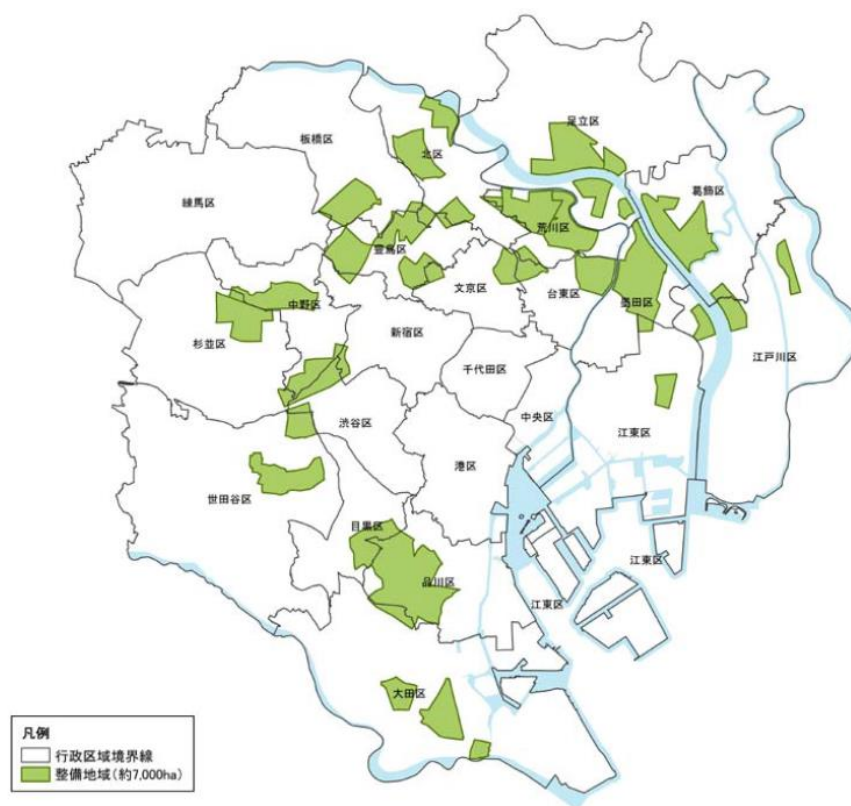 足立区
板橋区
北区
葛飾区
練馬区
荒川区
豊島区
文京区
台東区
墨田区
中野区
新宿区
杉並区
千代田区
江戸川区
中央区
渋谷区
江東区
港区
世田谷区
目黒区
江東区
品川区
江東区
大田区
凡例
行政区域境界線
整備地域(約7,000ha)